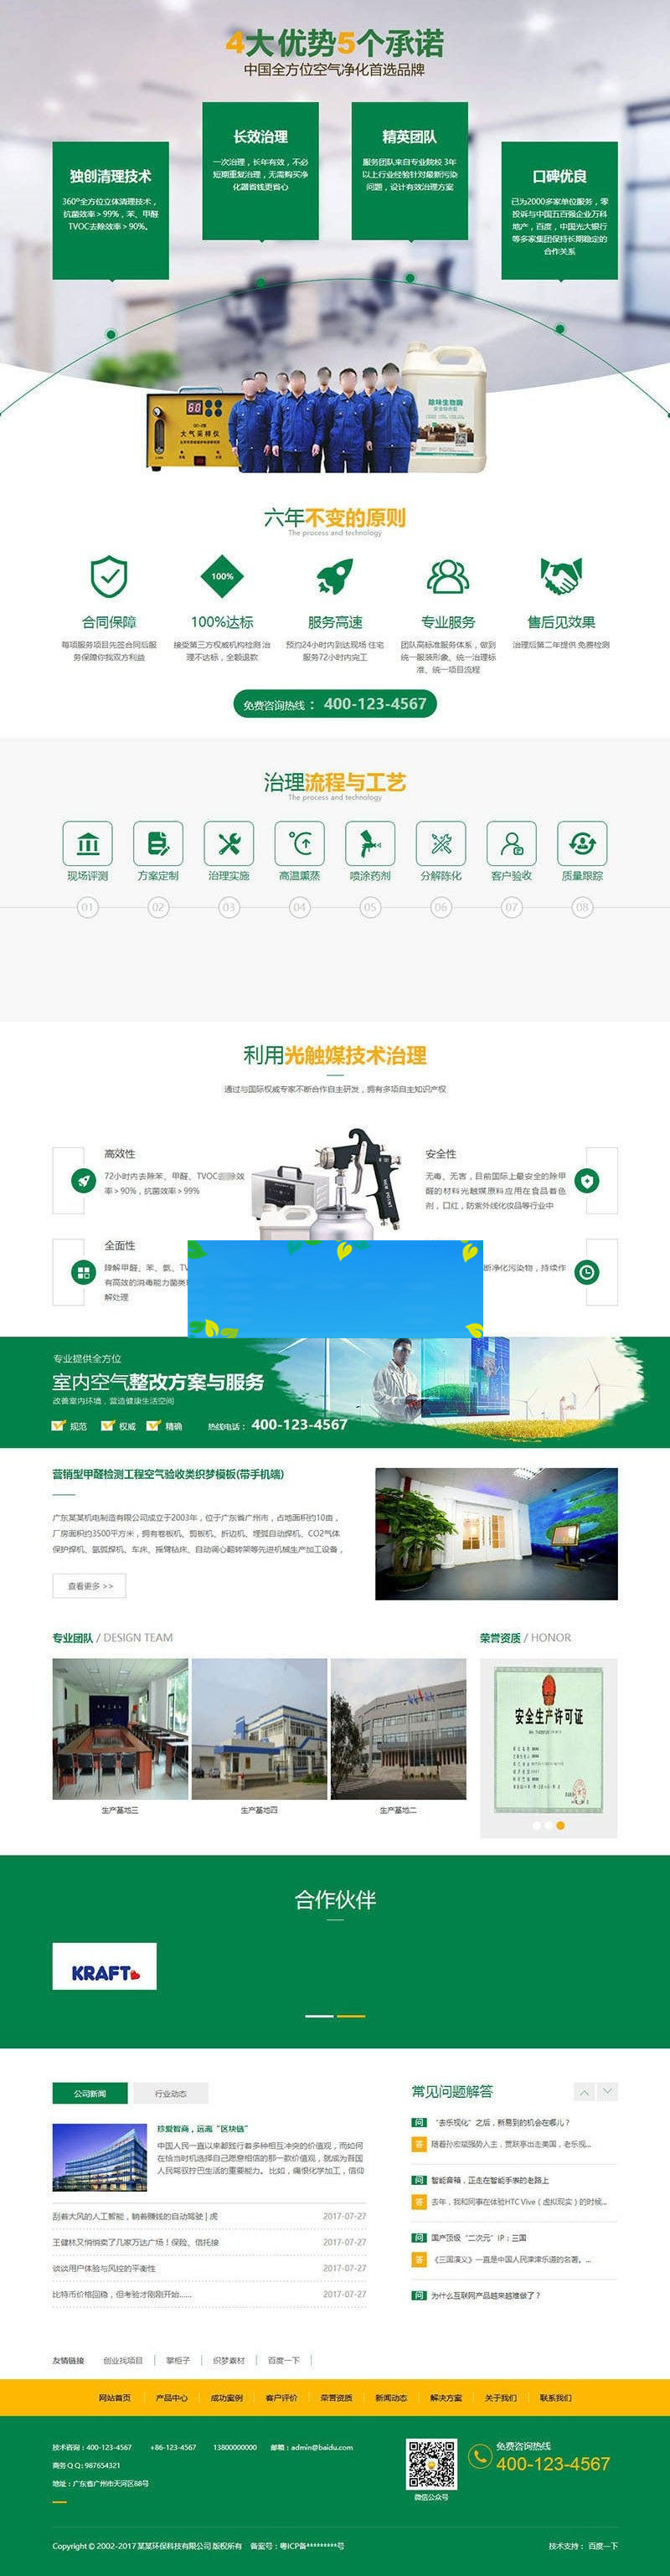 4大优势5个承诺
中国全方位空气净化首选品牌
独创清理技术
360°全方位立体清理技术，
抗菌效率＞99%，苯、甲醛
TVOC去除效率＞90%。
长效治理
一次治理，长年有效，不必
短期重复治理，无需购买净
化器省钱更省心
精英团队
服务团队来自专业院校 3年
以上行业经验针对最新污染
问题，设计有效治理方案
口碑优良
已为2000多家单位服务，零
投诉与中国五百强企业万科
地产，百度，中国光大银行
等多家集团保持长期稳定的
合作关系
60
大气采样仪
除味生物酶
六年不变的原则
The process and technology
100%
合同保障
每项服务项目先签合同后服
务保障你我双方利益
100%达标
接受第三方权威机构检测 治
理不达标，全额退款
服务高速
预约24小时内到达现场 住宅
服务72小时内完工
专业服务
团队高标准服务体系，做到
统一服装形象、统一治理标
准、统一项目流程
售后见效果
治理后第二年提供 免费检测
免费咨询热线 ： 400-123-4567
治理流程与工艺
The process and technology
现场评测
方案定制
治理实施
高温熏蒸
喷涂药剂
分解陈化
客户验收
质量跟踪
01
02
03
04
05
06
07
08
利用光触媒技术治理
通过与国际权威专家不断合作自主研发，拥有多项自主知识产权
高效性
72小时内去除苯、甲醛、TVOC
效率＞90%，抗菌效率＞99%
安全性
无毒、无害，目前国际上最安全的除甲
醛的材料光触媒原料应用在食品着色
剂，口红，防紫外线化妆品等行业中
全面性
降解甲醛、苯、氨、TV
有高效的消毒能力菌类
解处理
断净化污染物，持续作
专业提供全方位
室内空气整改方案与服务
改善室内环境，营造健康生活空间
规范
权威
精确
热线电话： 400-123-4567
营销型甲醛检测工程空气验收类织梦模板(带手机端)
广东某某机电制造有限公司成立于2003年，位于广东省广州市，占地面积约10亩，
厂房面积约3500平方米，拥有卷板机、剪板机、折边机、埋弧自动焊机、CO2气体
保护焊机、氩弧焊机、车床、摇臂钻床、自动调心翻转架等先进机械生产加工设备，
查看更多 >>
专业团队 / DESIGN TEAM
荣誉资质 / HONOR
安全生产许可证
生产基地三
生产基地四
生产基地二
合作伙伴
KRAFT
公司新闻
行业动态
珍爱智商，远离“区块链”
中国人民一直以来都践行着多种相互冲突的价值观，而如何
在恰当时机选择自己愿意相信的那一款价值观，就成为吾国
人民驾驭拧巴生活的重要能力。 比如，痛恨化学加工，信仰
刮着大风的人工智能，躺着赚钱的自动驾驶 | 虎
2017-07-27
王健林又悄悄卖了几家万达广场！保险、信托接
2017-07-27
谈谈用户体验与风控的平衡性
2017-07-27
比特币价格回稳，但考验才刚刚开始……
2017-07-27
常见问题解答
问
“去乐视化”之后，新易到的机会在哪儿？
答
随着孙宏斌强势入主，贾跃亭出走美国，老乐视...
问
智能音箱，正走在智能手表的老路上
答
去年，我和同事在体验HTC Vive（虚拟现实）的时候...
问
国产顶级“二次元”IP：三国
答
《三国演义》一直是中国人民津津乐道的名著。...
问
为什么互联网产品越来越难做了？
友情链接
创业找项目
掌柜子
织梦素材
百度一下
网站首页
产品中心
成功案例
客户评价
荣誉资质
新闻动态
解决方案
关于我们
联系我们
技术咨询：400-123-4567
+86-123-4567
13800000000
邮箱：admin@baidu.com
商务ＱＱ: 987654321
地址：广东省广州市天河区88号
微信公众号
免费咨询热线
400-123-4567
Copyright © 2002-2017 某某环保科技有限公司 版权所有
备案号：粤ICP备*********号
技术支持： 百度一下